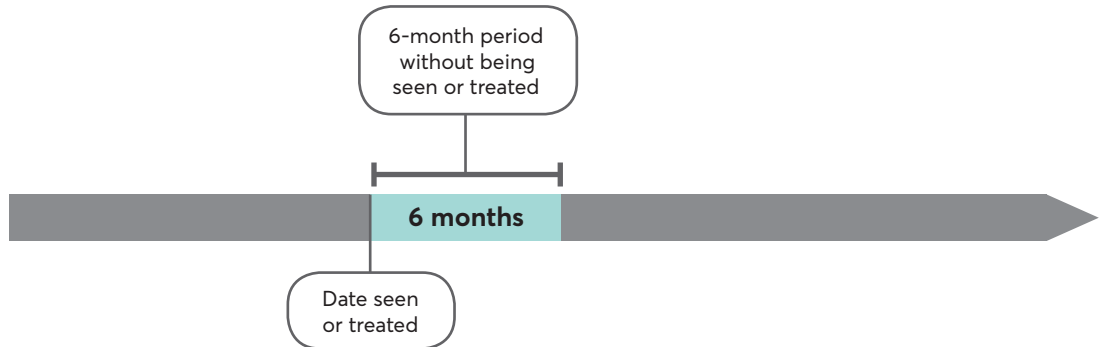 6-month period
without being
seen or treated
6 months
Date seen
or treated